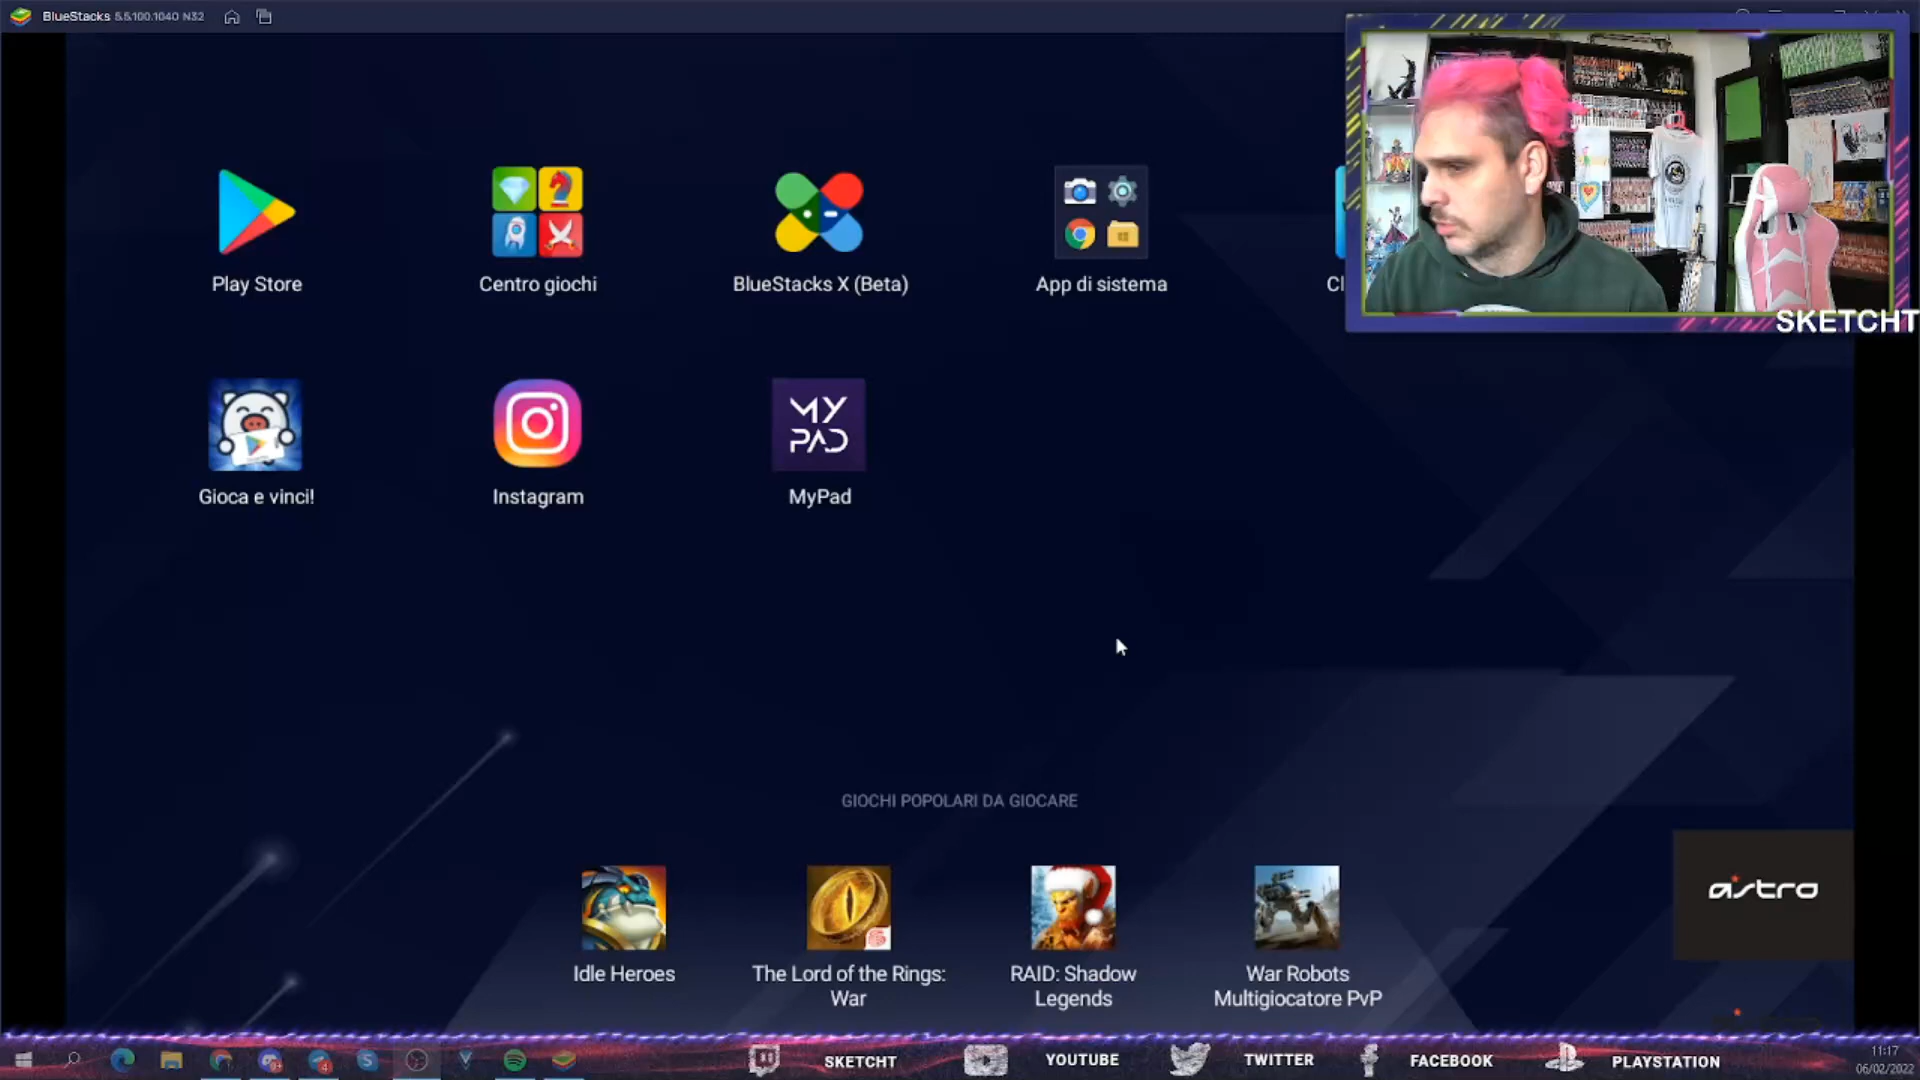 BlueStacks 5.5.100.1040 N32
SKETCHT
Play Store
Centro giochi
BlueStacks X (Beta)
App di sistema
Cl
MY
PAD
Gioca e vinci!
Instagram
MyPad
GIOCHI POPOLARI DA GIOCARE
astro
Idle Heroes
The Lord of the Rings:
War
RAID: Shadow
Legends
War Robots
Multigiocatore PvP
SKETCHT
YOUTUBE
TWITTER
FACEBOOK
PLAYSTATION
11:17
06/02/2022